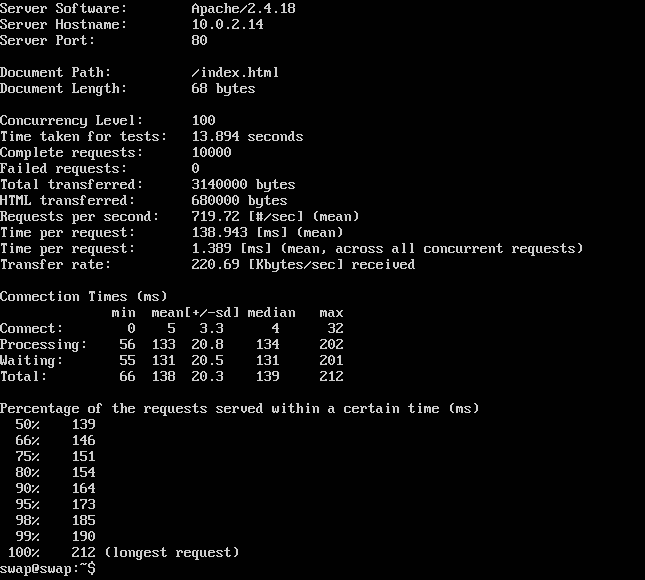 Server Software:        Apache/2.4.18
Server Hostname:        10.0.2.14
Server Port:            80

Document Path:          /index.html
Document Length:        68 bytes

Concurrency Level:      100
Time taken for tests:   13.894 seconds
Complete requests:      10000
Failed requests:        0
Total transferred:      3140000 bytes
HTML transferred:       680000 bytes
Requests per second:    719.72 [#/sec] (mean)
Time per request:       138.943 [ms] (mean)
Time per request:       1.389 [ms] (mean, across all concurrent requests)
Transfer rate:          220.69 [Kbytes/sec] received

Connection Times (ms)
              min  mean[+/-sd] median   max
Connect:        0    5   3.3      4      32
Processing:    56  133  20.8    134     202
Waiting:       55  131  20.5    131     201
Total:         66  138  20.3    139     212

Percentage of the requests served within a certain time (ms)
  50%    139
  66%    146
  75%    151
  80%    154
  90%    164
  95%    173
  98%    185
  99%    190
 100%    212 (longest request)
swap@swap:~$